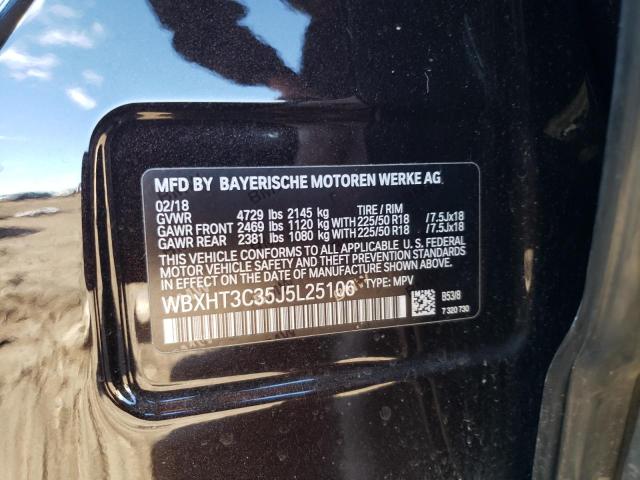 MFD BY BAYERISCHE MOTOREN WERKE AG
02/18
GVWR 4729 lbs 2145 kg TIRE / RIM
GAWR FRONT 2469 lbs 1120 kg WITH 225/50 R18 /7.5Jx18
GAWR REAR 2381 lbs 1080 kg WITH 225/50 R18 /7.5Jx18
THIS VEHICLE CONFORMS TO ALL APPLICABLE U.S. FEDERAL
MOTOR VEHICLE SAFETY AND THEFT PREVENTION STANDARDS
IN EFFECT ON THE DATE OF MANUFACTURE SHOWN ABOVE.
WBXHT3C35J5L25106 TYPE: MPV
B53/8
7 320 730